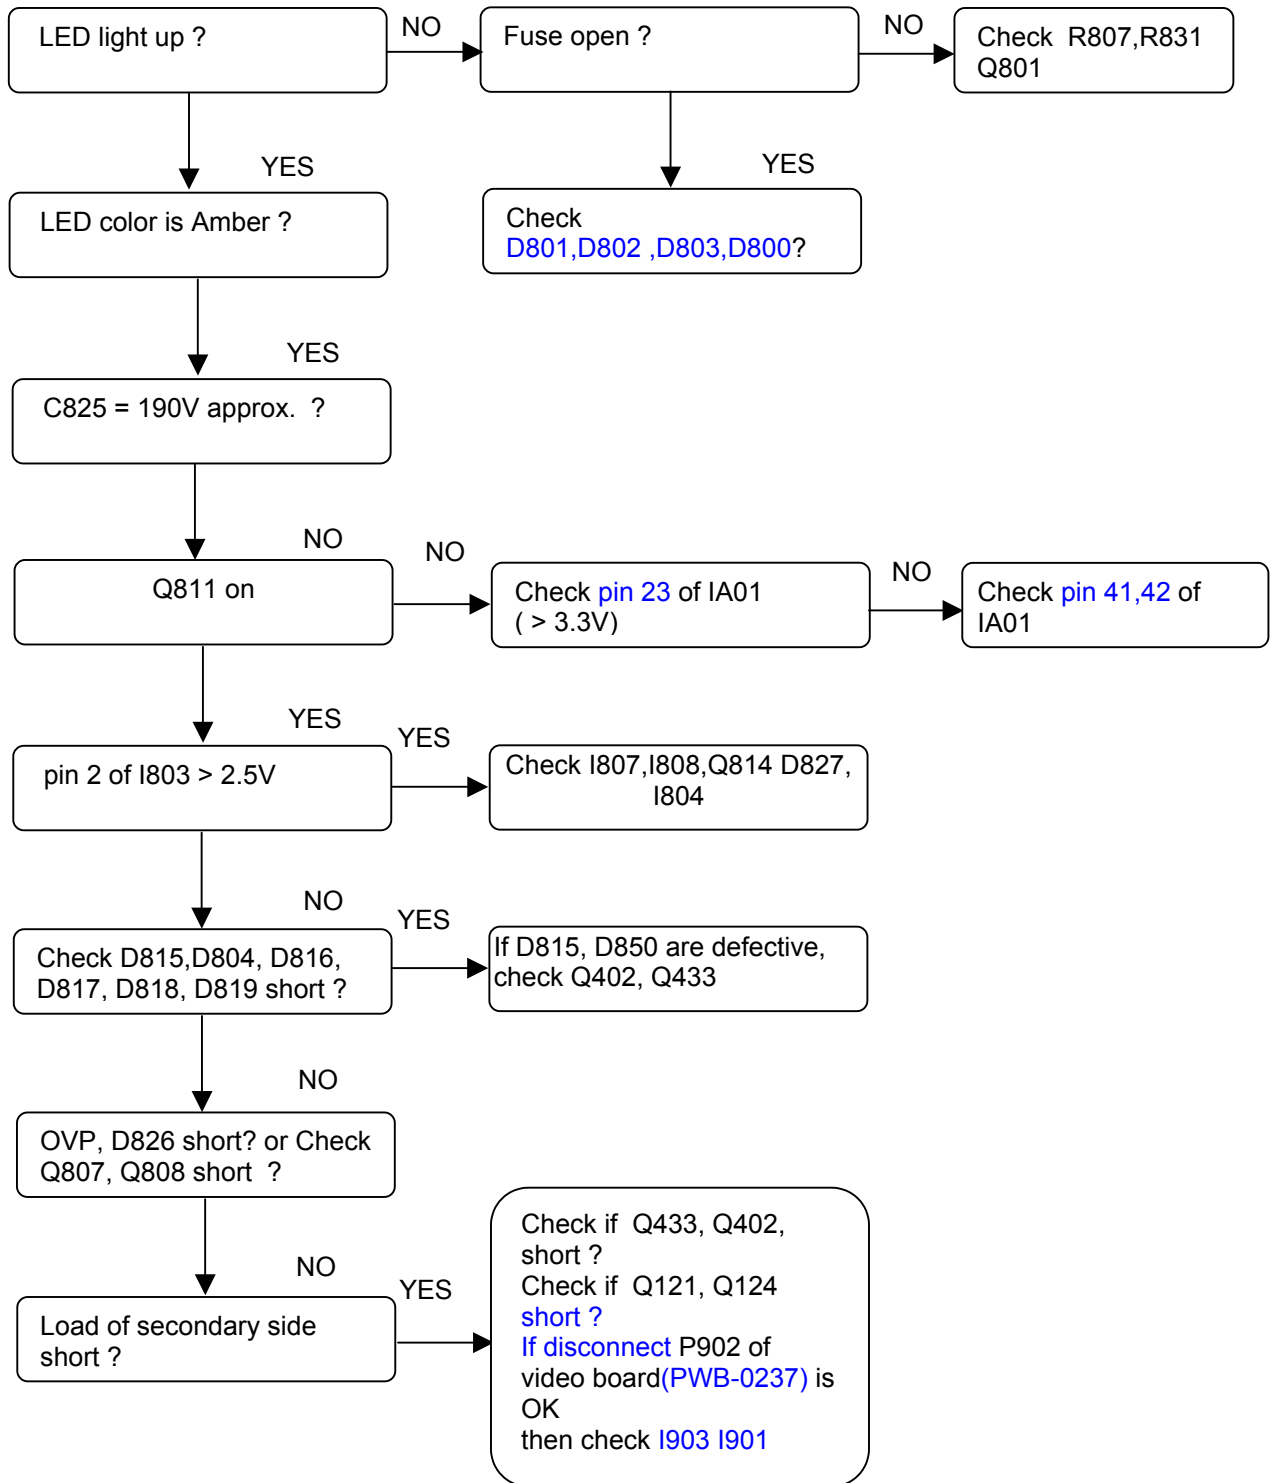 LED light up ?
NO
Fuse open ?
NO
Check  R807,R831
Q801
YES
YES
LED color is Amber ?
Check
D801,D802 ,D803,D800?
YES
C825 = 190V approx.  ?
NO
Q811 on
NO
Check pin 23 of IA01
( > 3.3V)
NO
Check pin 41,42 of
IA01
YES
pin 2 of I803 > 2.5V
YES
Check I807,I808,Q814 D827,
I804
NO
Check D815,D804, D816,
D817, D818, D819 short ?
YES
If D815, D850 are defective,
check Q402, Q433
NO
OVP, D826 short? or Check
Q807, Q808 short  ?
NO
Load of secondary side
short ?
YES
Check if  Q433, Q402,
short ?
Check if  Q121, Q124
short ?
If disconnect P902 of
video board(PWB-0237) is
OK
then check I903 I901